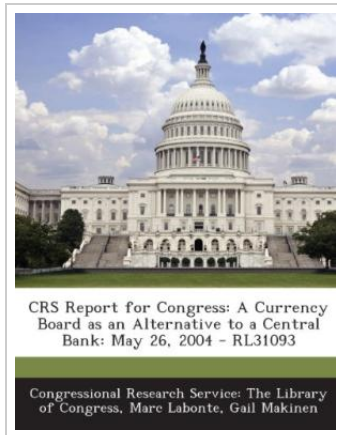 CRS Report for Congress: A Currency
Board as an Alternative to a Central
Bank: May 26, 2004 - RL31093
Congressional Research Service: The Library
of Congress, Marc Labonte, Gail Makinen